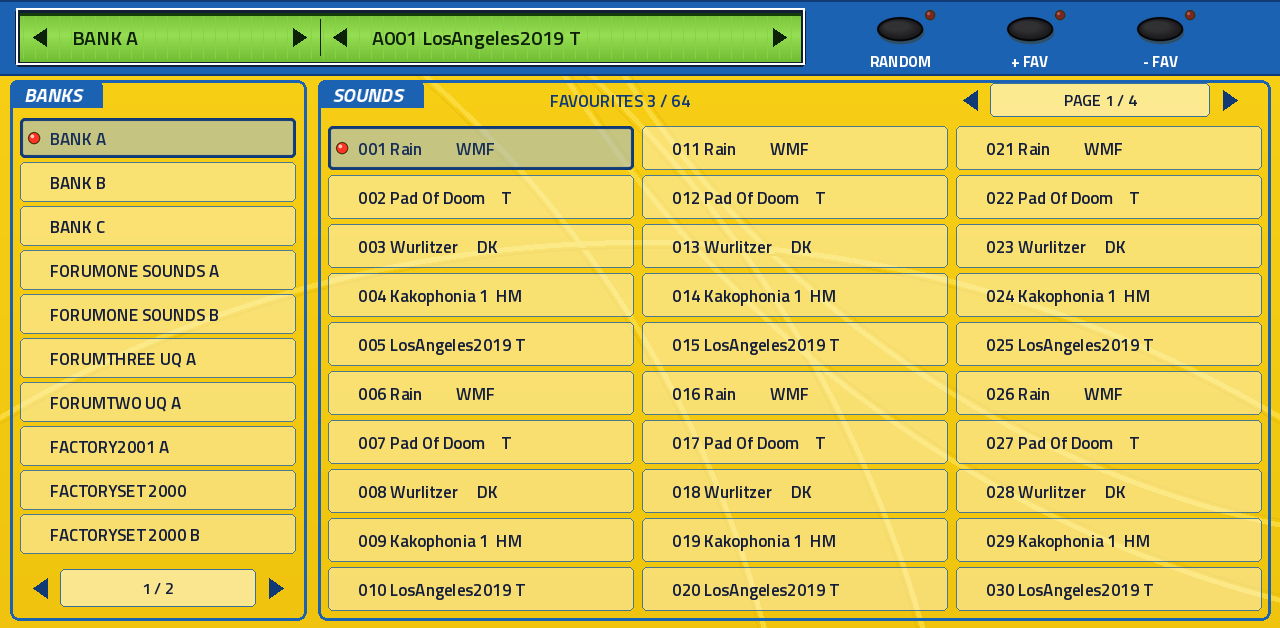 BANK A
A001 LosAngeles2019 T
RANDOM
+ FAV
- FAV
BANKS
BANK A
BANK B
BANK C
FORUMONE SOUNDS A
FORUMONE SOUNDS B
FORUMTHREE UQ A
FORUMTWO UQ A
FACTORY2001 A
FACTORYSET2000
FACTORYSET2000 B
1 / 2
SOUNDS
FAVOURITES 3 / 64
PAGE 1 / 4
001 Rain WMF
002 Pad Of Doom T
003 Wurlitzer DK
004 Kakophonia 1 HM
005 LosAngeles2019 T
006 Rain WMF
007 Pad Of Doom T
008 Wurlitzer DK
009 Kakophonia 1 HM
010 LosAngeles2019 T
011 Rain WMF
012 Pad Of Doom T
013 Wurlitzer DK
014 Kakophonia 1 HM
015 LosAngeles2019 T
016 Rain WMF
017 Pad Of Doom T
018 Wurlitzer DK
019 Kakophonia 1 HM
020 LosAngeles2019 T
021 Rain WMF
022 Pad Of Doom T
023 Wurlitzer DK
024 Kakophonia 1 HM
025 LosAngeles2019 T
026 Rain WMF
027 Pad Of Doom T
028 Wurlitzer DK
029 Kakophonia 1 HM
030 LosAngeles2019 T